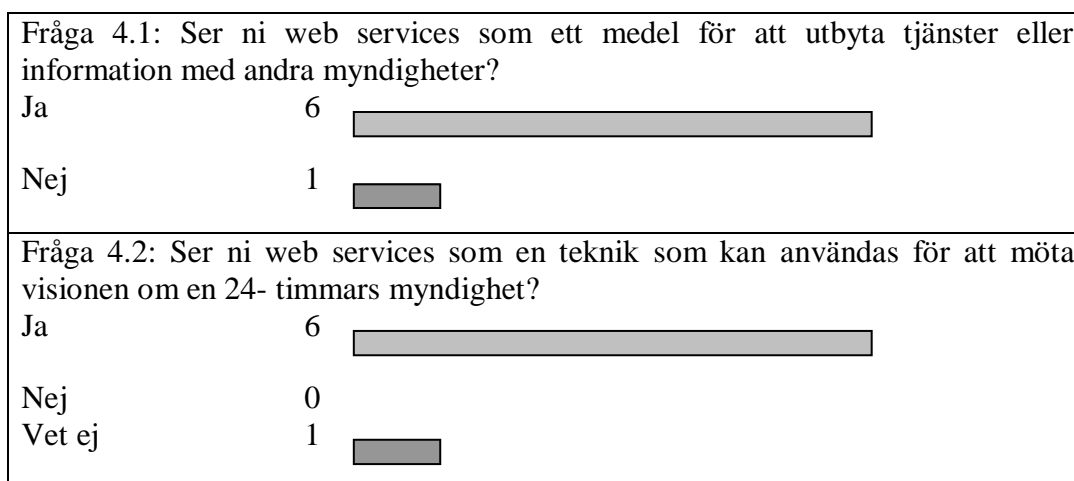 Fråga 4.1: Ser ni web services som ett medel för att utbyta tjänster eller
information med andra myndigheter?
Ja 6
Nej 1
Fråga 4.2: Ser ni web services som en teknik som kan användas för att möta
visionen om en 24- timmars myndighet?
Ja 6
Nej 0
Vet ej 1